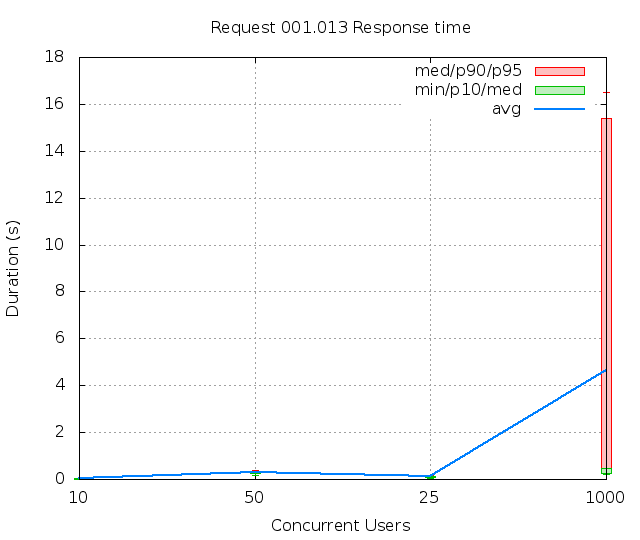 Request 001.013 Response time
18
16
14
12
10
8
6
4
2
0
Duration (s)
med/p90/p95
min/p10/med
avg
10 50 25 1000
Concurrent Users